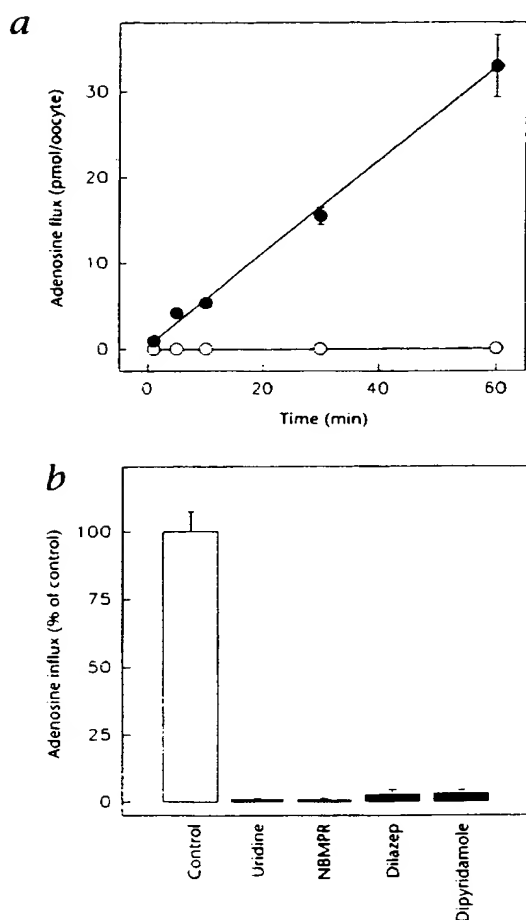 a
Adenosine flux (pmol/oocyte)
30
20
10
0
0
20
40
60
Time (min)
b
Adenosine influx (% of control)
100
75
50
25
0
Control
Uridine
NBMPR
Dilazep
Dipyridamole